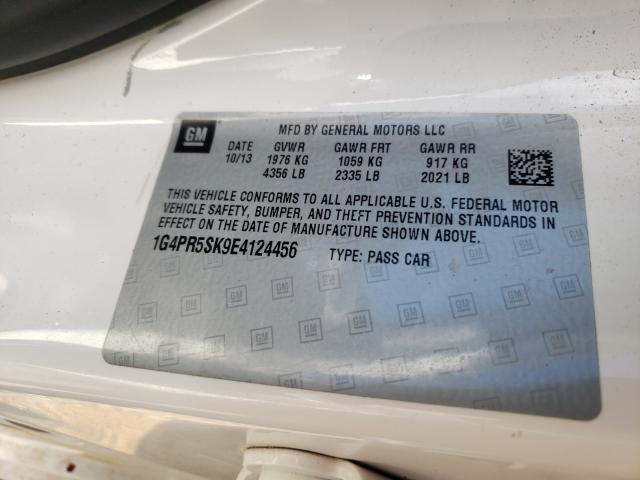 GM MFD BY GENERAL MOTORS LLC
DATE GVWR GAWR FRT GAWR RR
10/13 1976 KG 1059 KG 917 KG
4356 LB 2335 LB 2021 LB
THIS VEHICLE CONFORMS TO ALL APPLICABLE U.S. FEDERAL MOTOR
VEHICLE SAFETY, BUMPER, AND THEFT PREVENTION STANDARDS IN
EFFECT ON THE DATE OF MANUFACTURE SHOWN ABOVE.
1G4PR5SK9E4124456 TYPE: PASS CAR